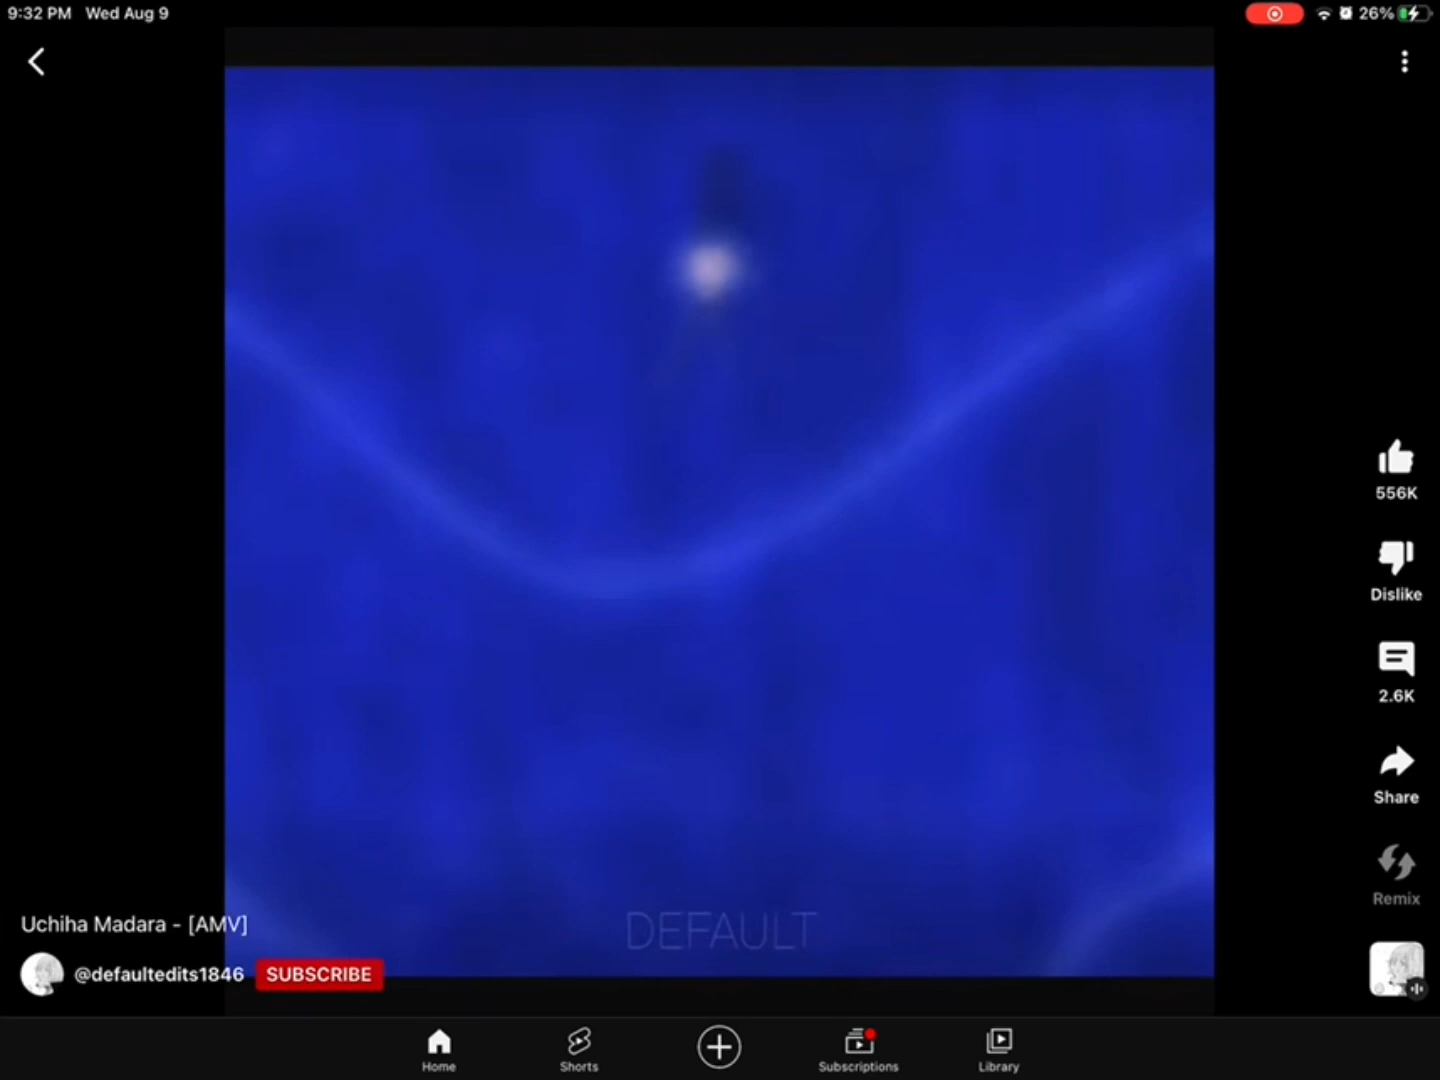 9:32 PM Wed Aug 9
26%
556K
Dislike
2.6K
Share
Remix
DEFAULT
Uchiha Madara - [AMV]
@defaultedits1846 SUBSCRIBE
Home Shorts Subscriptions Library